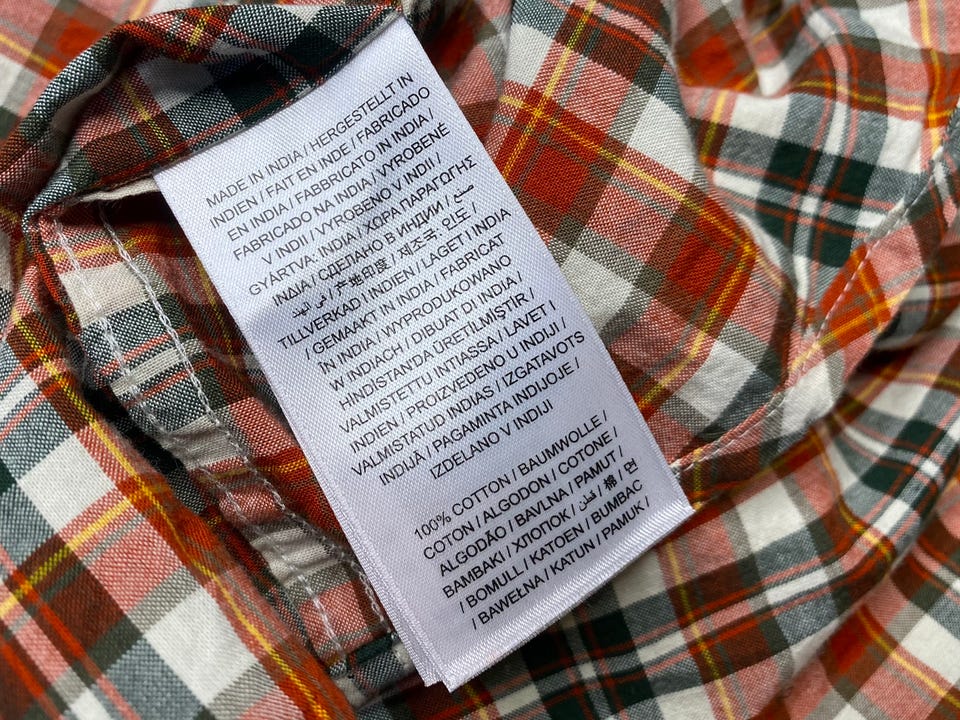 MADE IN INDIA / HERGESTELLT IN
INDIEN / FAIT EN INDE / FABRICADO
EN INDIA / FABBRICATO IN INDIA /
FABRICADO NA INDIA / VYROBENÉ
V INDII / VYROBENO V INDII /
GYÁRTVA: INDIA / ΧΩΡΑ ΠΑΡΑΓΩΓΗΣ
INDIA / СДЕЛАНО В ИНДИИ / صنع
في الهند / 产地印度 / 제조국: 인도 /
TILLVERKAD I INDIEN / LAGET I INDIA
/ GEMAAKT IN INDIA / FABRICAT
ÎN INDIA / WYPRODUKOWANO
W INDIACH / DIBUAT DI INDIA /
HINDISTANDA ÜRETILMIŞTIR /
VALMISTETTU INTIASSA / LAVET I
INDIEN / PROIZVEDENO U INDIJI /
VALMISTATUD INDIAS / IZGATAVOTS
INDIJĀ / PAGAMINTA INDIJOJE /
IZDELANO V INDIJI
100% COTTON / BAUMWOLLE /
COTON / ALGODON / COTONE /
ALGODÃO / BAVLNA / PAMUT /
BAMBAKI / ХЛОПОК / قطن / 棉 / 면
/ BOMULL / KATOEN / BUMBAC
/ BAWEŁNA / KATUN / PAMUK /